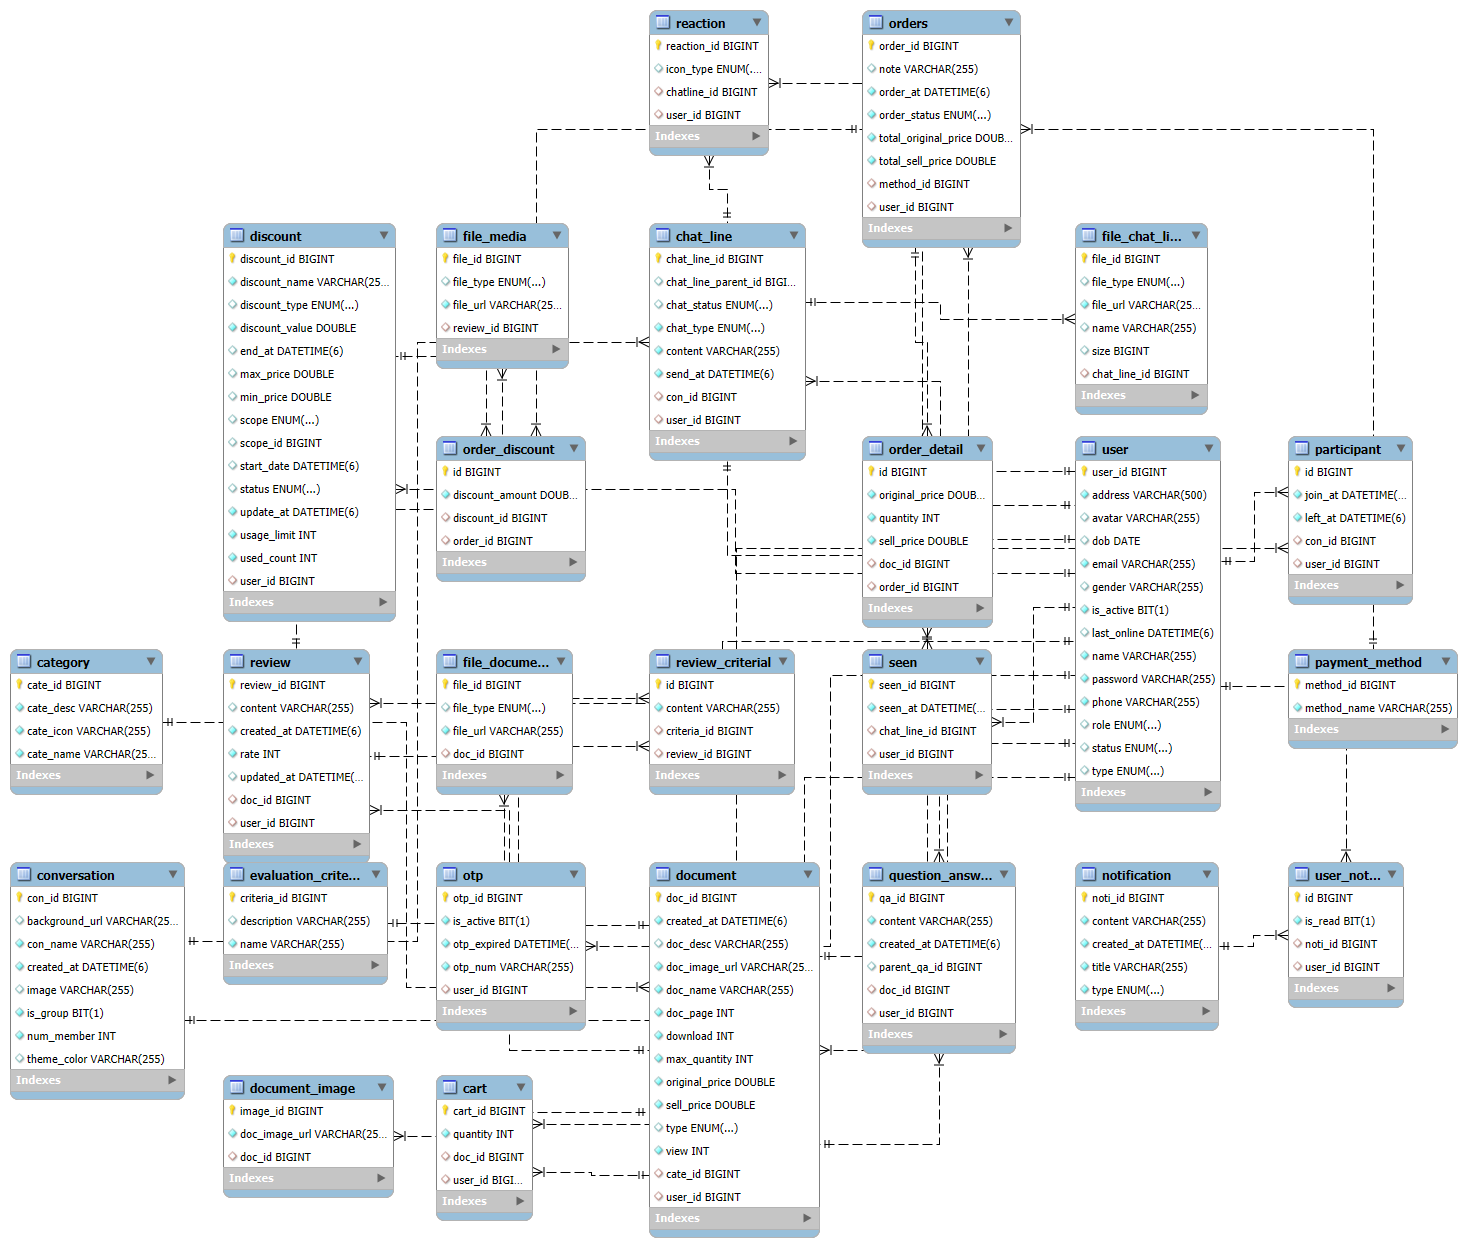 reaction
reaction_id BIGINT
icon_type ENUM(....
chatline_id BIGINT
user_id BIGINT
Indexes
orders
order_id BIGINT
note VARCHAR(255)
order_at DATETIME(6)
order_status ENUM(...)
total_original_price DOUB...
total_sell_price DOUBLE
method_id BIGINT
user_id BIGINT
Indexes
discount
discount_id BIGINT
discount_name VARCHAR(25...
discount_type ENUM(...)
discount_value DOUBLE
end_at DATETIME(6)
max_price DOUBLE
min_price DOUBLE
scope ENUM(...)
scope_id BIGINT
start_date DATETIME(6)
status ENUM(...)
update_at DATETIME(6)
usage_limit INT
used_count INT
user_id BIGINT
Indexes
file_media
file_id BIGINT
file_type ENUM(...)
file_url VARCHAR(25...
review_id BIGINT
Indexes
chat_line
chat_line_id BIGINT
chat_line_parent_id BIGI...
chat_status ENUM(...)
chat_type ENUM(...)
content VARCHAR(255)
send_at DATETIME(6)
con_id BIGINT
user_id BIGINT
Indexes
file_chat_li...
file_id BIGINT
file_type ENUM(...)
file_url VARCHAR(25...
name VARCHAR(255)
size BIGINT
chat_line_id BIGINT
Indexes
order_discount
id BIGINT
discount_amount DOUB...
discount_id BIGINT
order_id BIGINT
Indexes
order_detail
id BIGINT
original_price DOUB...
quantity INT
sell_price DOUBLE
doc_id BIGINT
order_id BIGINT
Indexes
user
user_id BIGINT
address VARCHAR(500)
avatar VARCHAR(255)
dob DATE
email VARCHAR(255)
gender VARCHAR(255)
is_active BIT(1)
last_online DATETIME(6)
name VARCHAR(255)
password VARCHAR(255)
phone VARCHAR(255)
role ENUM(...)
status ENUM(...)
type ENUM(...)
Indexes
participant
id BIGINT
join_at DATETIME(...
left_at DATETIME(6)
con_id BIGINT
user_id BIGINT
Indexes
category
cate_id BIGINT
cate_desc VARCHAR(255)
cate_icon VARCHAR(255)
cate_name VARCHAR(25...
Indexes
review
review_id BIGINT
content VARCHAR(255)
created_at DATETIME(6)
rate INT
updated_at DATETIME(...
doc_id BIGINT
user_id BIGINT
Indexes
file_docume...
file_id BIGINT
file_type ENUM(...)
file_url VARCHAR(255)
doc_id BIGINT
Indexes
review_criterial
id BIGINT
content VARCHAR(255)
criteria_id BIGINT
review_id BIGINT
Indexes
seen
seen_id BIGINT
seen_at DATETIME(...
chat_line_id BIGINT
user_id BIGINT
Indexes
payment_method
method_id BIGINT
method_name VARCHAR(255)
Indexes
conversation
con_id BIGINT
background_url VARCHAR(25...
con_name VARCHAR(255)
created_at DATETIME(6)
image VARCHAR(255)
is_group BIT(1)
num_member INT
theme_color VARCHAR(255)
Indexes
evaluation_crite...
criteria_id BIGINT
description VARCHAR(255)
name VARCHAR(255)
Indexes
otp
otp_id BIGINT
is_active BIT(1)
otp_expired DATETIME(...
otp_num VARCHAR(255)
user_id BIGINT
Indexes
document
doc_id BIGINT
created_at DATETIME(6)
doc_desc VARCHAR(255)
doc_image_url VARCHAR(25...
doc_name VARCHAR(255)
doc_page INT
download INT
max_quantity INT
original_price DOUBLE
sell_price DOUBLE
type ENUM(...)
view INT
cate_id BIGINT
user_id BIGINT
Indexes
question_answ...
qa_id BIGINT
content VARCHAR(255)
created_at DATETIME(6)
parent_qa_id BIGINT
doc_id BIGINT
user_id BIGINT
Indexes
notification
noti_id BIGINT
content VARCHAR(255)
created_at DATETIME(...
title VARCHAR(255)
type ENUM(...)
Indexes
user_not...
id BIGINT
is_read BIT(1)
noti_id BIGINT
user_id BIGINT
Indexes
document_image
image_id BIGINT
doc_image_url VARCHAR(25...
doc_id BIGINT
Indexes
cart
cart_id BIGINT
quantity INT
doc_id BIGINT
user_id BIGI...
Indexes